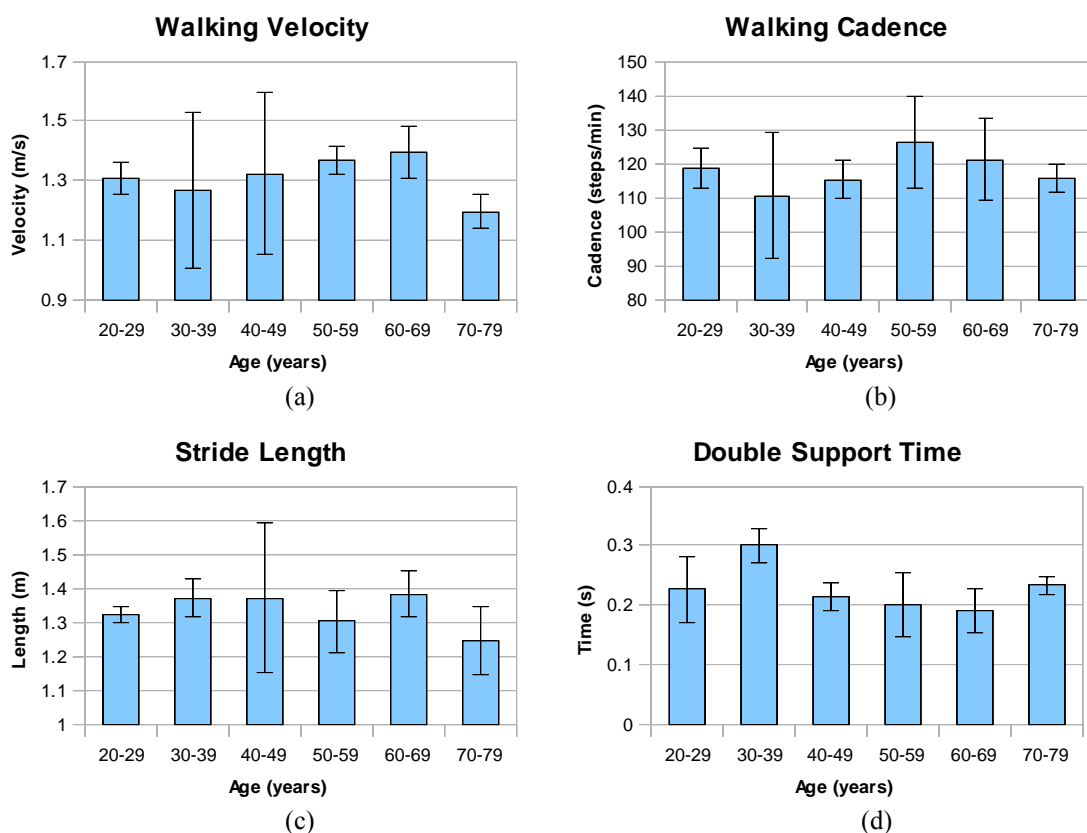 Walking Velocity
Velocity (m/s)
1.7
1.5
1.3
1.1
0.9
20-29 30-39 40-49 50-59 60-69 70-79
Age (years)
(a)
Walking Cadence
Cadence (steps/min)
150
140
130
120
110
100
90
80
20-29 30-39 40-49 50-59 60-69 70-79
Age (years)
(b)
Stride Length
Length (m)
1.7
1.6
1.5
1.4
1.3
1.2
1.1
1
20-29 30-39 40-49 50-59 60-69 70-79
Age (years)
(c)
Double Support Time
Time (s)
0.4
0.3
0.2
0.1
0
20-29 30-39 40-49 50-59 60-69 70-79
Age (years)
(d)